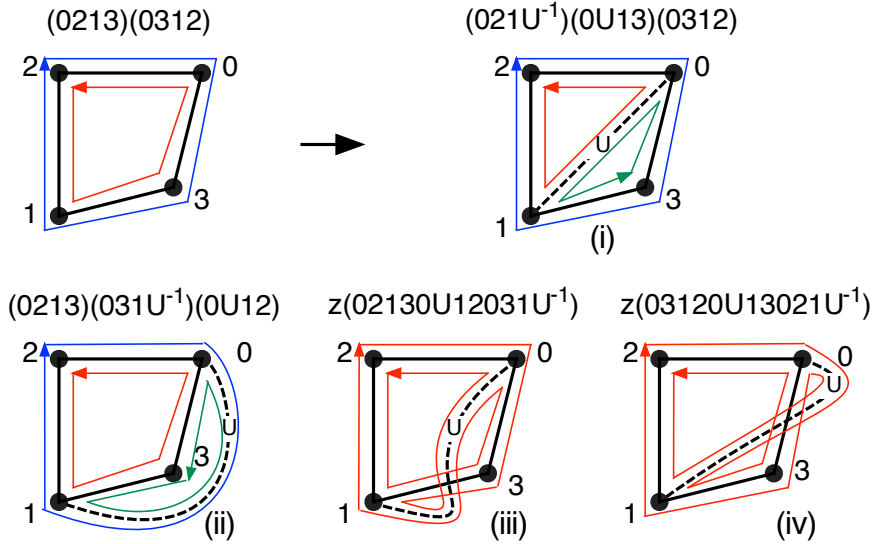 (0213)(0312) (021U⁻¹)(0U13)(0312)
2 0 2 0
U
1 3 1 3
(i)
(0213)(031U⁻¹)(0U12) z(02130U12031U⁻¹) z(03120U13021U⁻¹)
2 0 2 0 2 0
U U U
3
1 3 1 3 1
(ii) (iii) (iv)